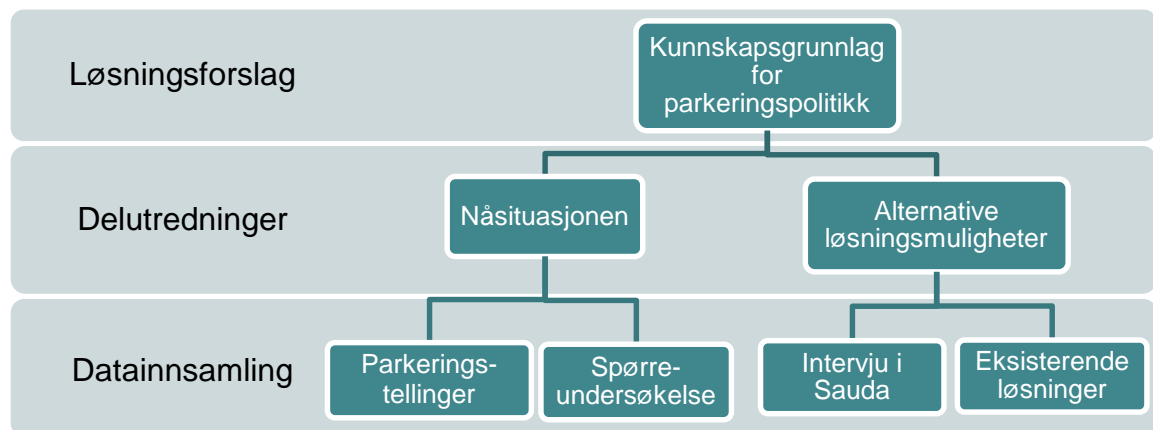 Løsningsforslag
Kunnskapsgrunnlag
for
parkeringspolitikk
Delutredninger
Nåsituasjonen
Alternative
løsningsmuligheter
Datainnsamling
Parkerings-
tellinger
Spørre-
undersøkelse
Intervju i
Sauda
Eksisterende
løsninger